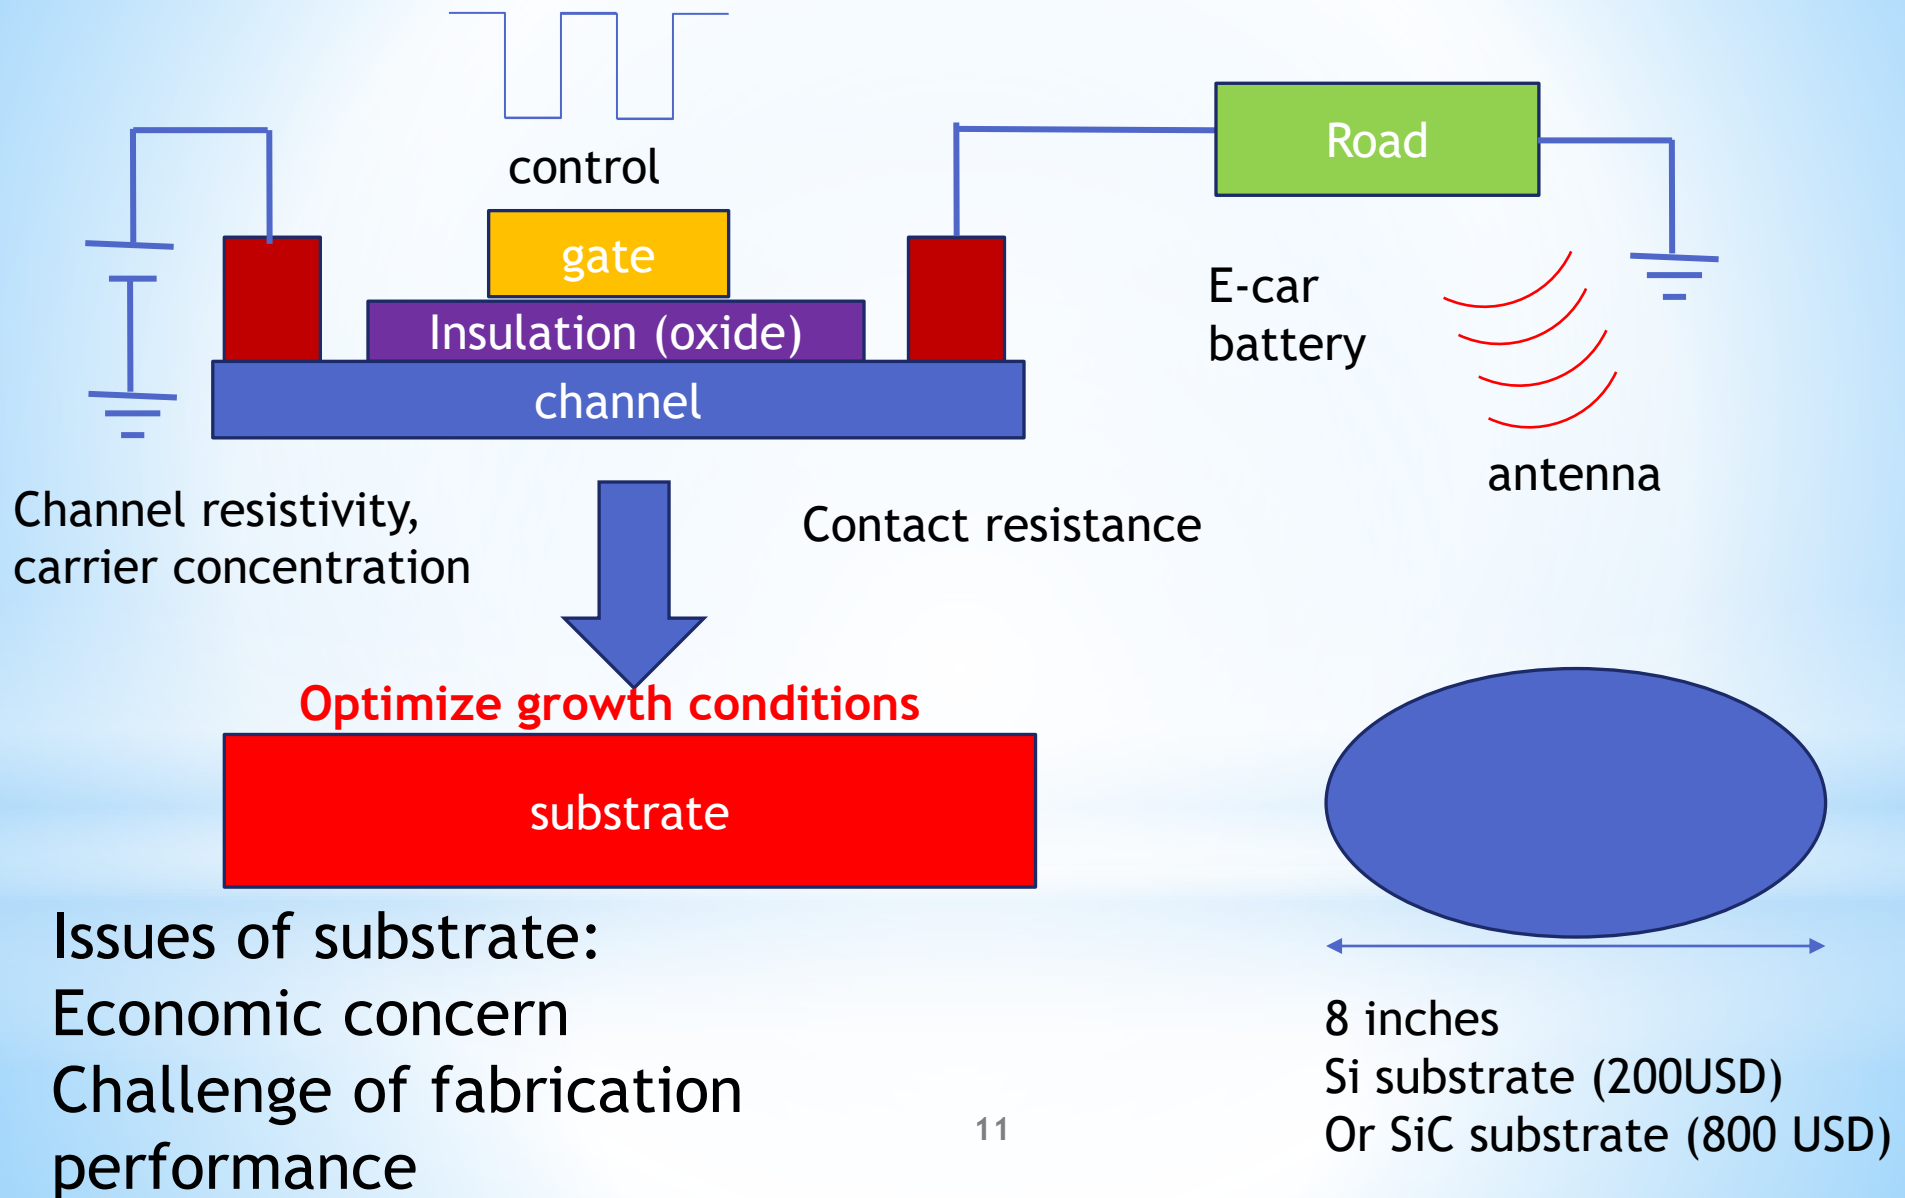 control
Road
gate
Insulation (oxide)
channel
E-car
battery
antenna
Channel resistivity,
carrier concentration
Contact resistance
Optimize growth conditions
substrate
Issues of substrate:
Economic concern
Challenge of fabrication
performance
8 inches
Si substrate (200USD)
Or SiC substrate (800 USD)
11